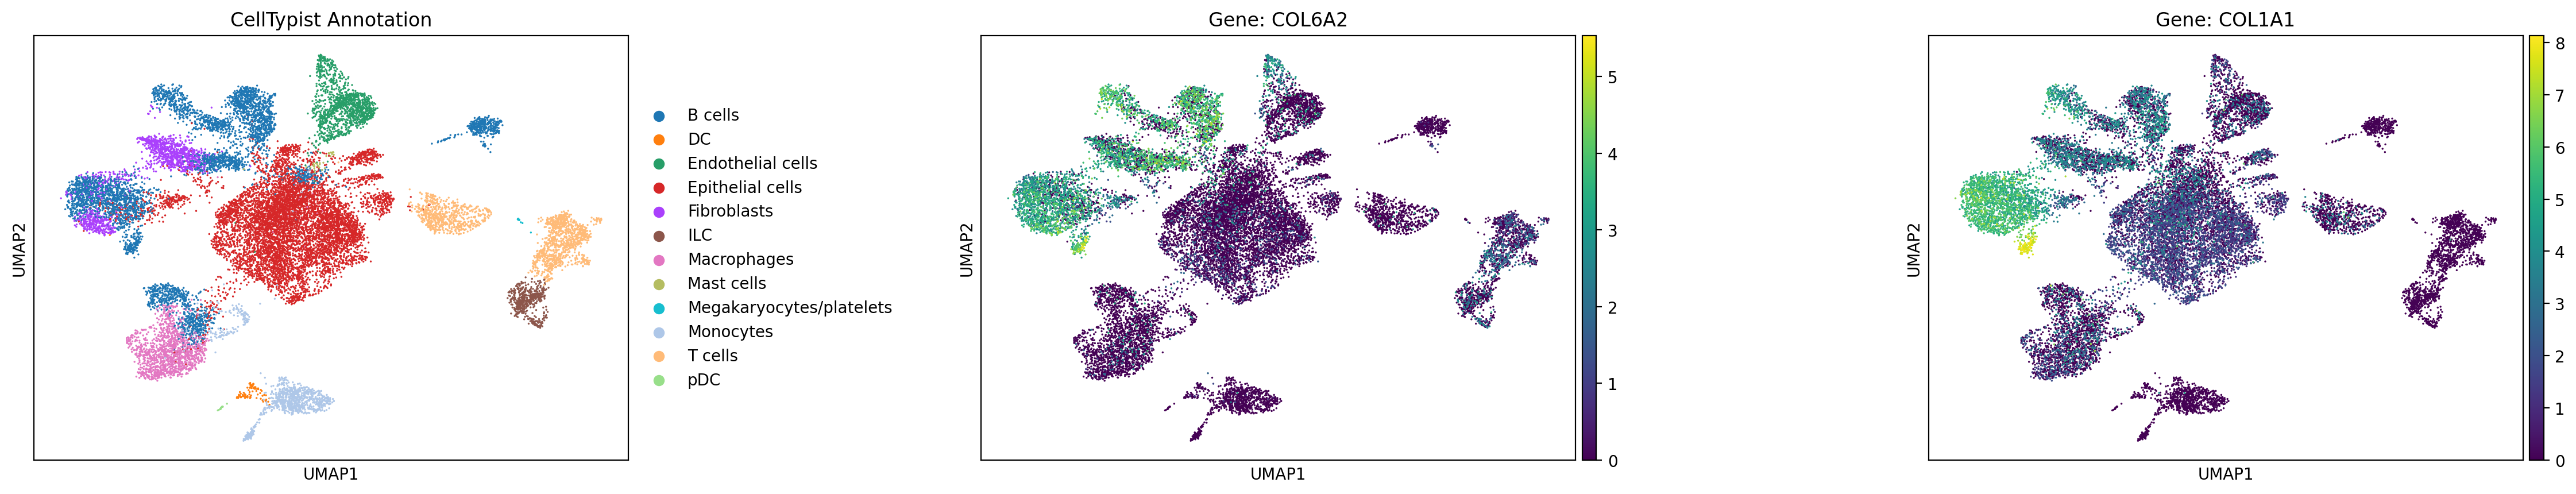 CellTypist Annotation
UMAP2
UMAP1
B cells
DC
Endothelial cells
Epithelial cells
Fibroblasts
ILC
Macrophages
Mast cells
Megakaryocytes/platelets
Monocytes
T cells
pDC
Gene: COL6A2
UMAP2
UMAP1
5
4
3
2
1
0
Gene: COL1A1
UMAP2
UMAP1
8
7
6
5
4
3
2
1
0